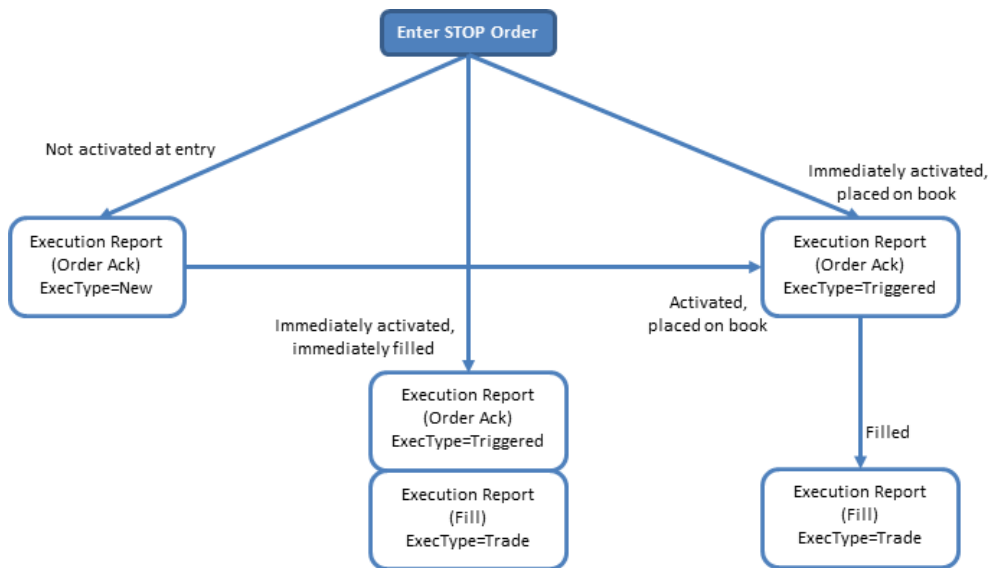 Enter STOP Order
Not activated at entry
Immediately activated,
placed on book
Execution Report
(Order Ack)
ExecType=New
Execution Report
(Order Ack)
ExecType=Triggered
Immediately activated,
immediately filled
Activated,
placed on book
Execution Report
(Order Ack)
ExecType=Triggered
Filled
Execution Report
(Fill)
ExecType=Trade
Execution Report
(Fill)
ExecType=Trade